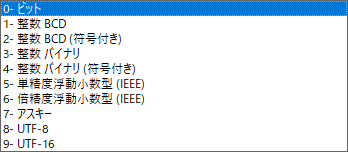 0- ビット
1- 整数 BCD
2- 整数 BCD (符号付き)
3- 整数 バイナリ
4- 整数 バイナリ (符号付き)
5- 単精度浮動小数型 (IEEE)
6- 倍精度浮動小数型 (IEEE)
7- アスキー
8- UTF-8
9- UTF-16